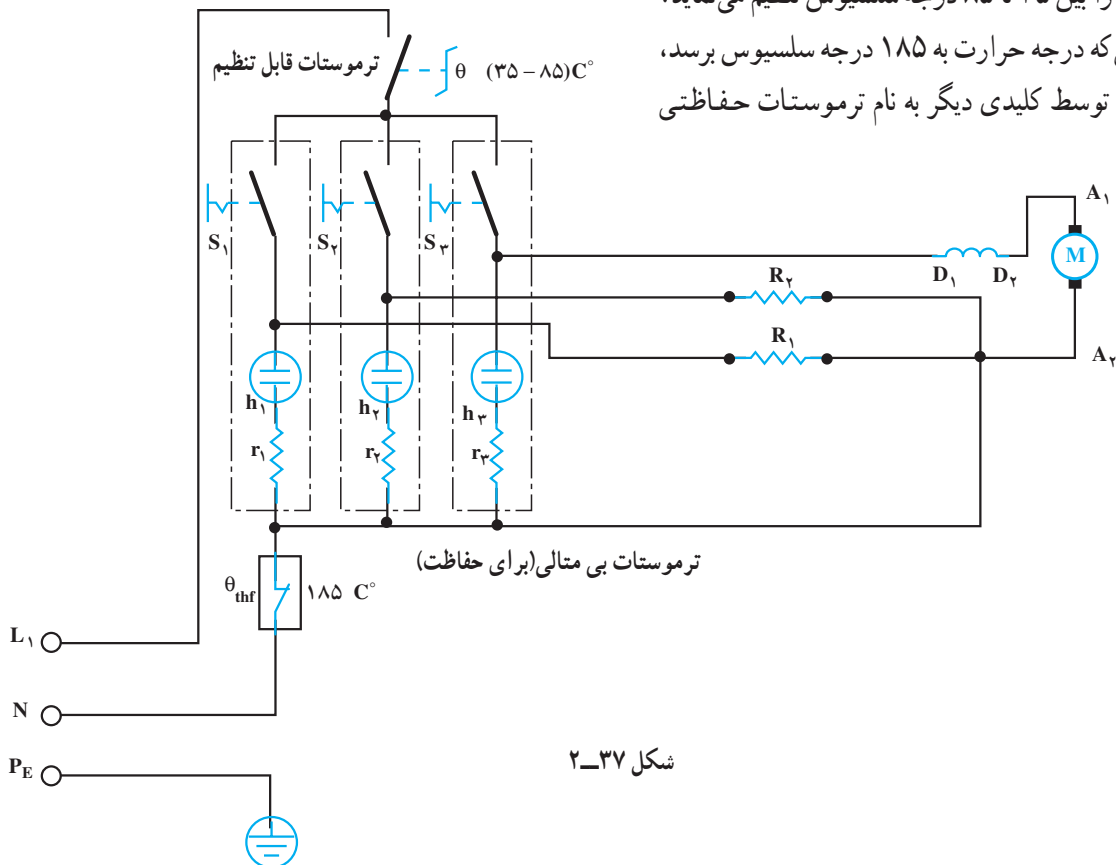 که درجه حرارت به ۱۸۵ درجه سلسیوس برسد،
توسط کلیدی دیگر به نام ترموستات حفاظتی
ترموستات قابل تنظیم
θ (۳۵ – ۸۵)C°
S۱
S۲
S۳
A۱
M
D۱
D۲
R۲
R۱
A۲
h۱
h۲
h۳
r۱
r۲
r۳
ترموستات بی متالی(برای حفاظت)
θthf
۱۸۵ C°
L۱
N
PE
شکل ۳۷ــ۲